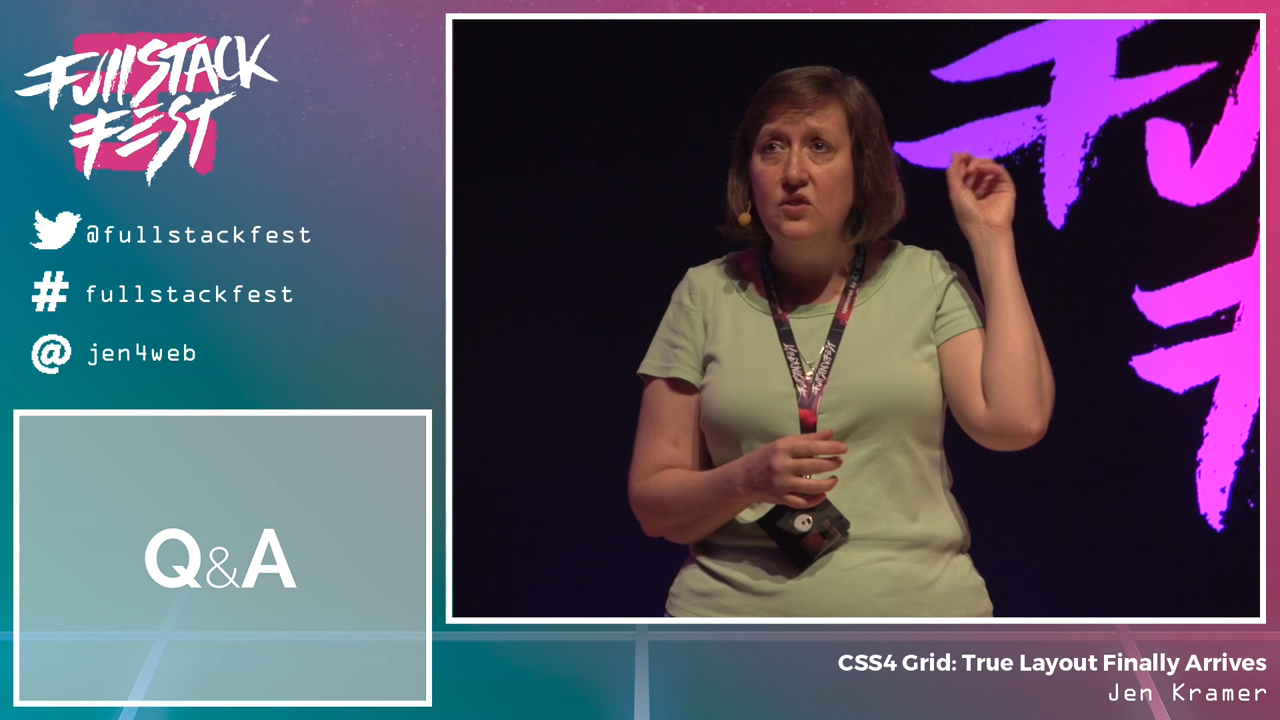 FullSTACK
FEST
@fullstackfest
# fullstackfest
@ jen4web
Q&A
CSS4 Grid: True Layout Finally Arrives
Jen Kramer